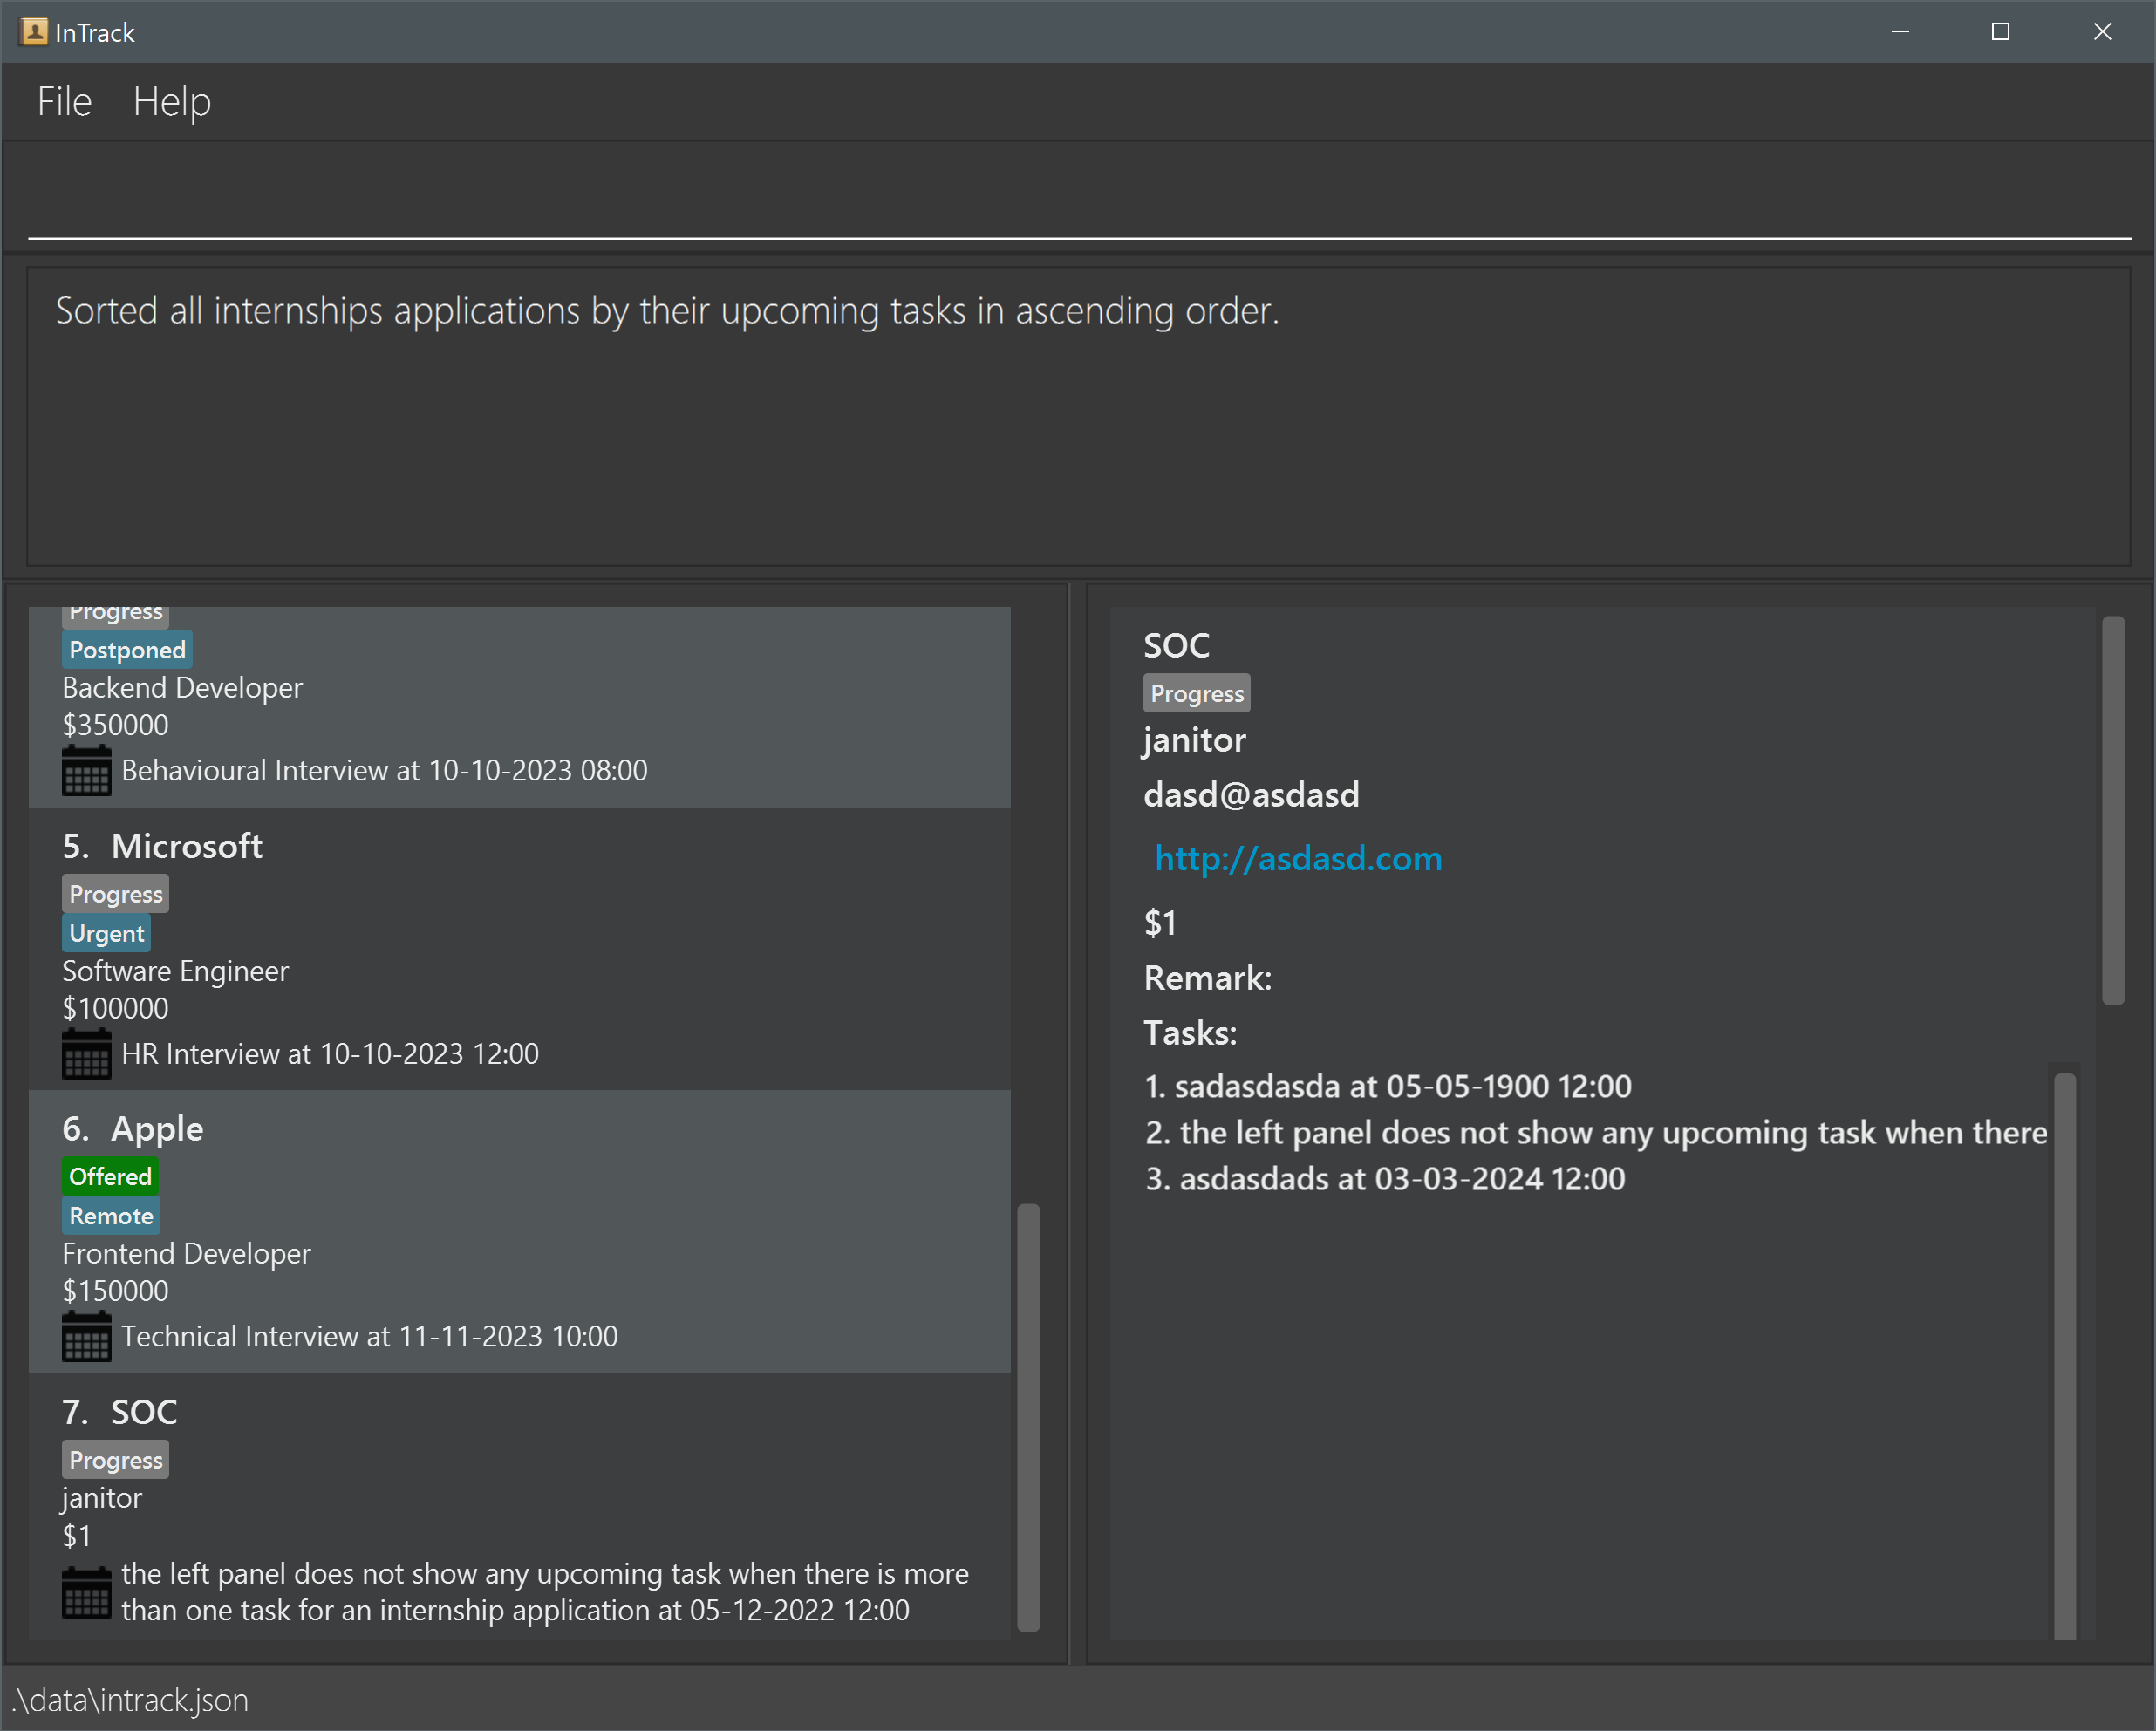 InTrack
File Help
Sorted all internships applications by their upcoming tasks in ascending order.
Progress
Postponed
Backend Developer
$350000
Behavioural Interview at 10-10-2023 08:00
5. Microsoft
Progress
Urgent
Software Engineer
$100000
HR Interview at 10-10-2023 12:00
6. Apple
Offered
Remote
Frontend Developer
$150000
Technical Interview at 11-11-2023 10:00
7. SOC
Progress
janitor
$1
the left panel does not show any upcoming task when there is more
than one task for an internship application at 05-12-2022 12:00
SOC
Progress
janitor
dasd@asdasd
http://asdasd.com
$1
Remark:
Tasks:
1. sadasdasda at 05-05-1900 12:00
2. the left panel does not show any upcoming task when there
3. asdasdads at 03-03-2024 12:00
.\data\intrack.json